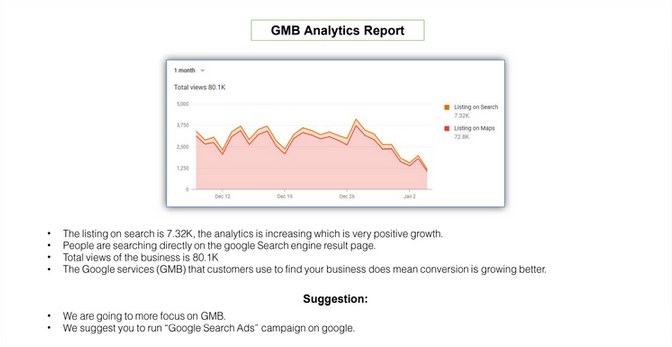 GMB Analytics Report
1 month
Total views 80.1K
5,000
3,750
2,500
1,250
0
Dec 12
Dec 19
Dec 26
Jan 2
Listing on Search
7.32K
Listing on Maps
72.8K
• The listing on search is 7.32K, the analytics is increasing which is very positive growth.
• People are searching directly on the google Search engine result page.
• Total views of the business is 80.1K
• The Google services (GMB) that customers use to find your business does mean conversion is growing better.
Suggestion:
• We are going to more focus on GMB.
• We suggest you to run “Google Search Ads” campaign on google.